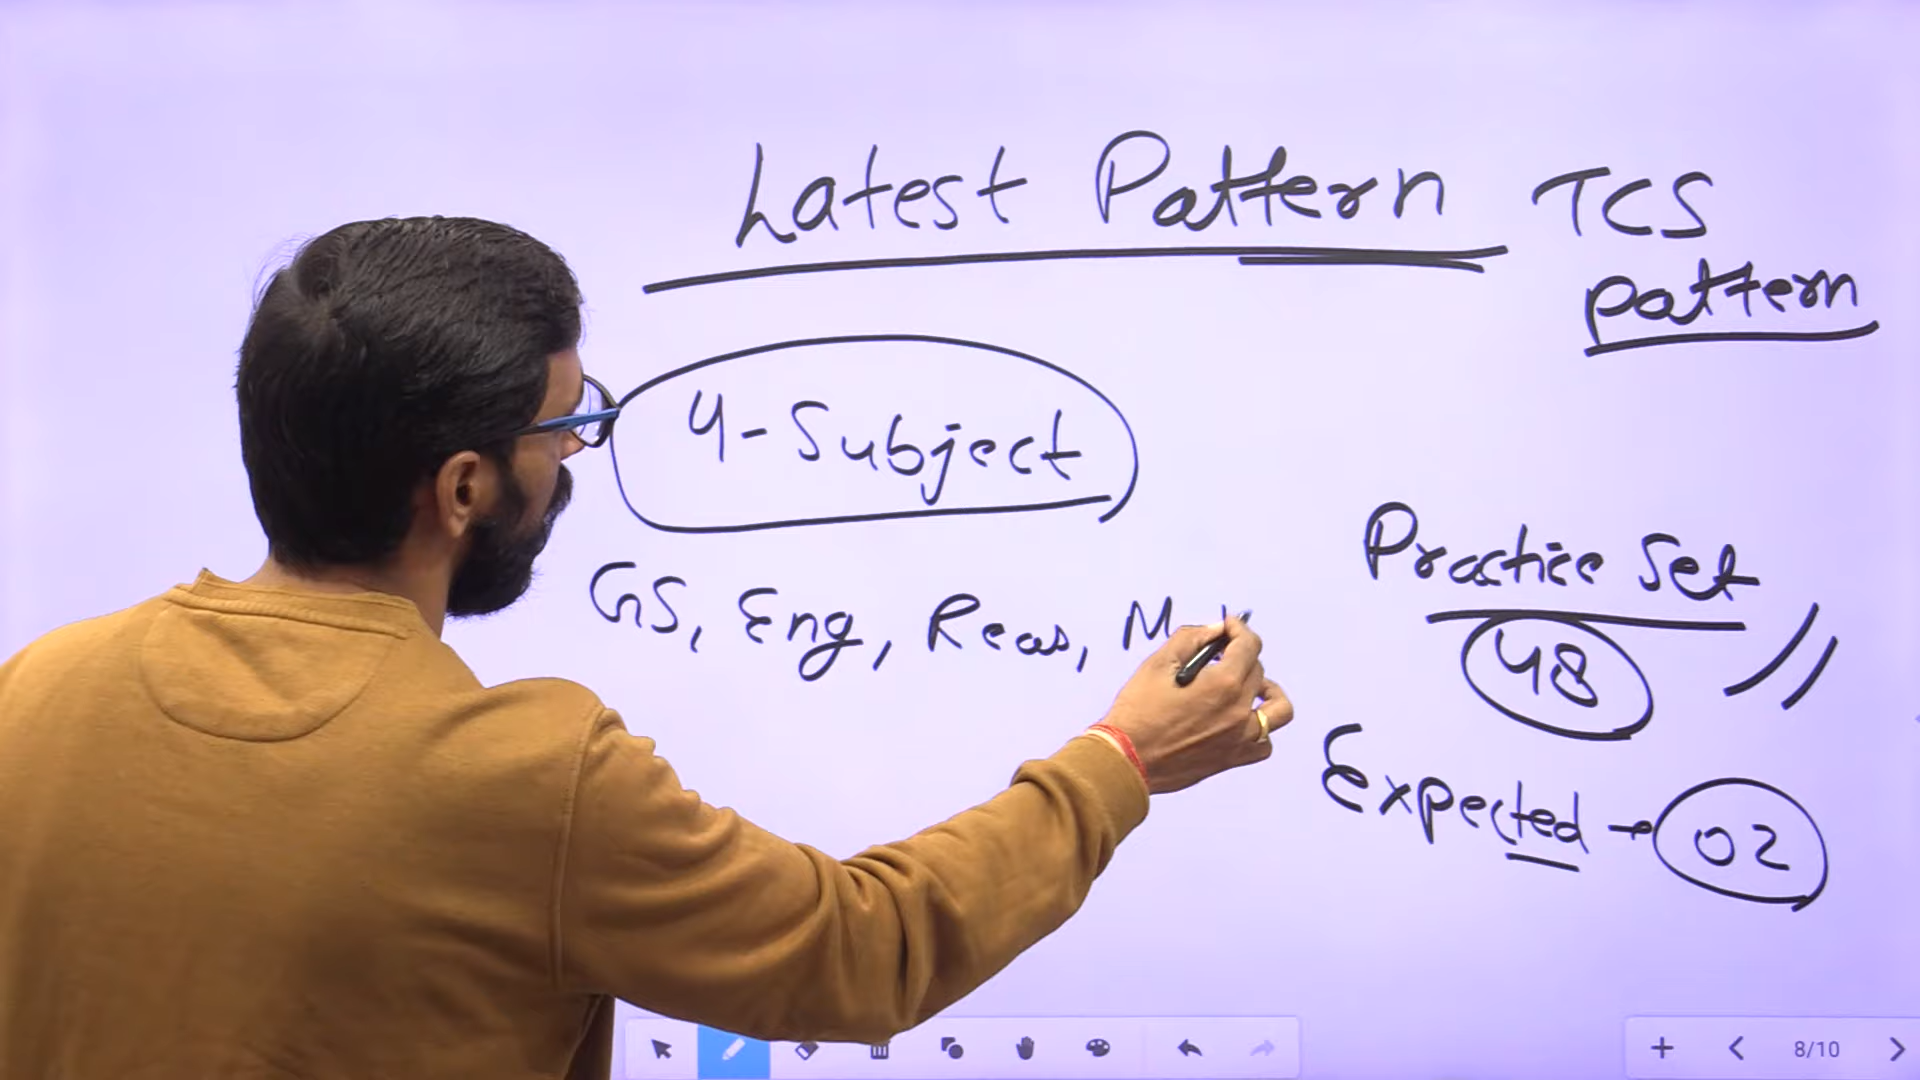 Latest Pattern TCS
pattern
4-Subject
GS, Eng, Reas,
Practice Set
48
Expected → 02
8/10